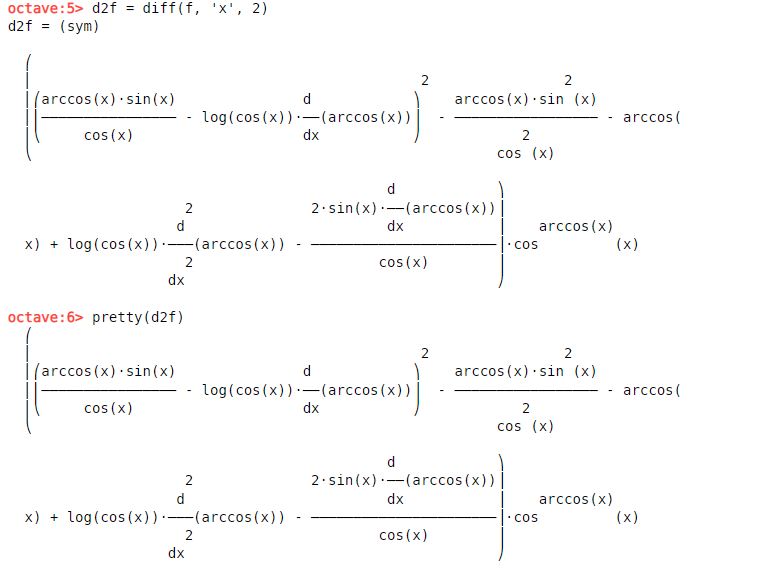 octave:5> d2f = diff(f, 'x', 2)
d2f = (sym)
  ⎛
  ⎜                                              2                2
  ⎜⎛arccos(x)⋅sin(x)               d            ⎞    arccos(x)⋅sin (x)
  ⎜⎜──────────────── - log(cos(x))⋅──(arccos(x))⎟  - ───────────────── - arccos(
  ⎜⎝     cos(x)                    dx           ⎠            2
  ⎝                                                       cos (x)
                                             d            ⎞
                    2              2⋅sin(x)⋅──(arccos(x))⎟
                   d                        dx           ⎟    arccos(x)
  x) + log(cos(x))⋅───(arccos(x)) - ──────────────────────⎟⋅cos         (x)
                    2                      cos(x)         ⎟
                  dx                                      ⎠
octave:6> pretty(d2f)
  ⎛
  ⎜                                              2                2
  ⎜⎛arccos(x)⋅sin(x)               d            ⎞    arccos(x)⋅sin (x)
  ⎜⎜──────────────── - log(cos(x))⋅──(arccos(x))⎟  - ───────────────── - arccos(
  ⎜⎝     cos(x)                    dx           ⎠            2
  ⎝                                                       cos (x)
                                             d            ⎞
                    2              2⋅sin(x)⋅──(arccos(x))⎟
                   d                        dx           ⎟    arccos(x)
  x) + log(cos(x))⋅───(arccos(x)) - ──────────────────────⎟⋅cos         (x)
                    2                      cos(x)         ⎟
                  dx                                      ⎠